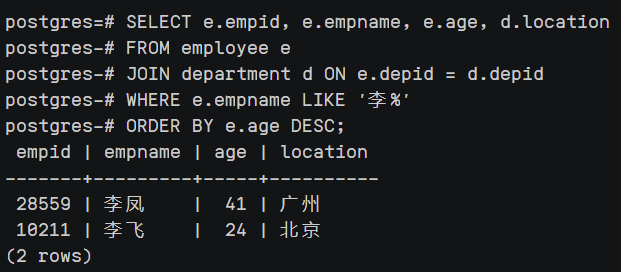 postgres=# SELECT e.empid, e.empname, e.age, d.location
postgres-# FROM employee e
postgres-# JOIN department d ON e.depid = d.depid
postgres-# WHERE e.empname LIKE '李%'
postgres-# ORDER BY e.age DESC;
 empid | empname | age | location
-------+---------+-----+----------
 28559 | 李凤    |  41 | 广州
 10211 | 李飞    |  24 | 北京
(2 rows)